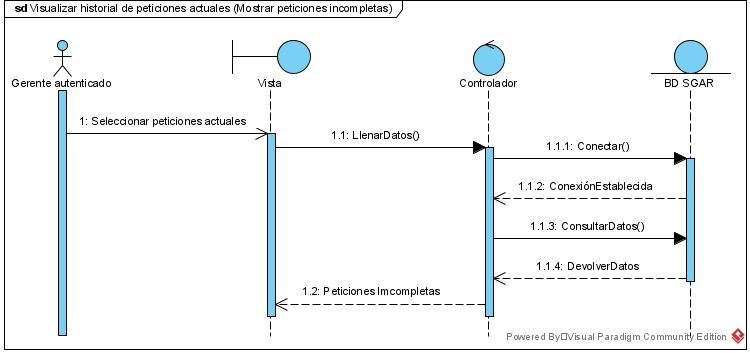 sd Visualizar historial de peticiones actuales (Mostrar peticiones incompletas)
Gerente autenticado
Vista
Controlador
BD SGAR
1: Seleccionar peticiones actuales
1.1: LlenarDatos()
1.1.1: Conectar()
1.1.2: ConexiónEstablecida
1.1.3: ConsultarDatos()
1.1.4: DevolverDatos
1.2: Peticiones Imcompletas
Powered By Visual Paradigm Community Edition